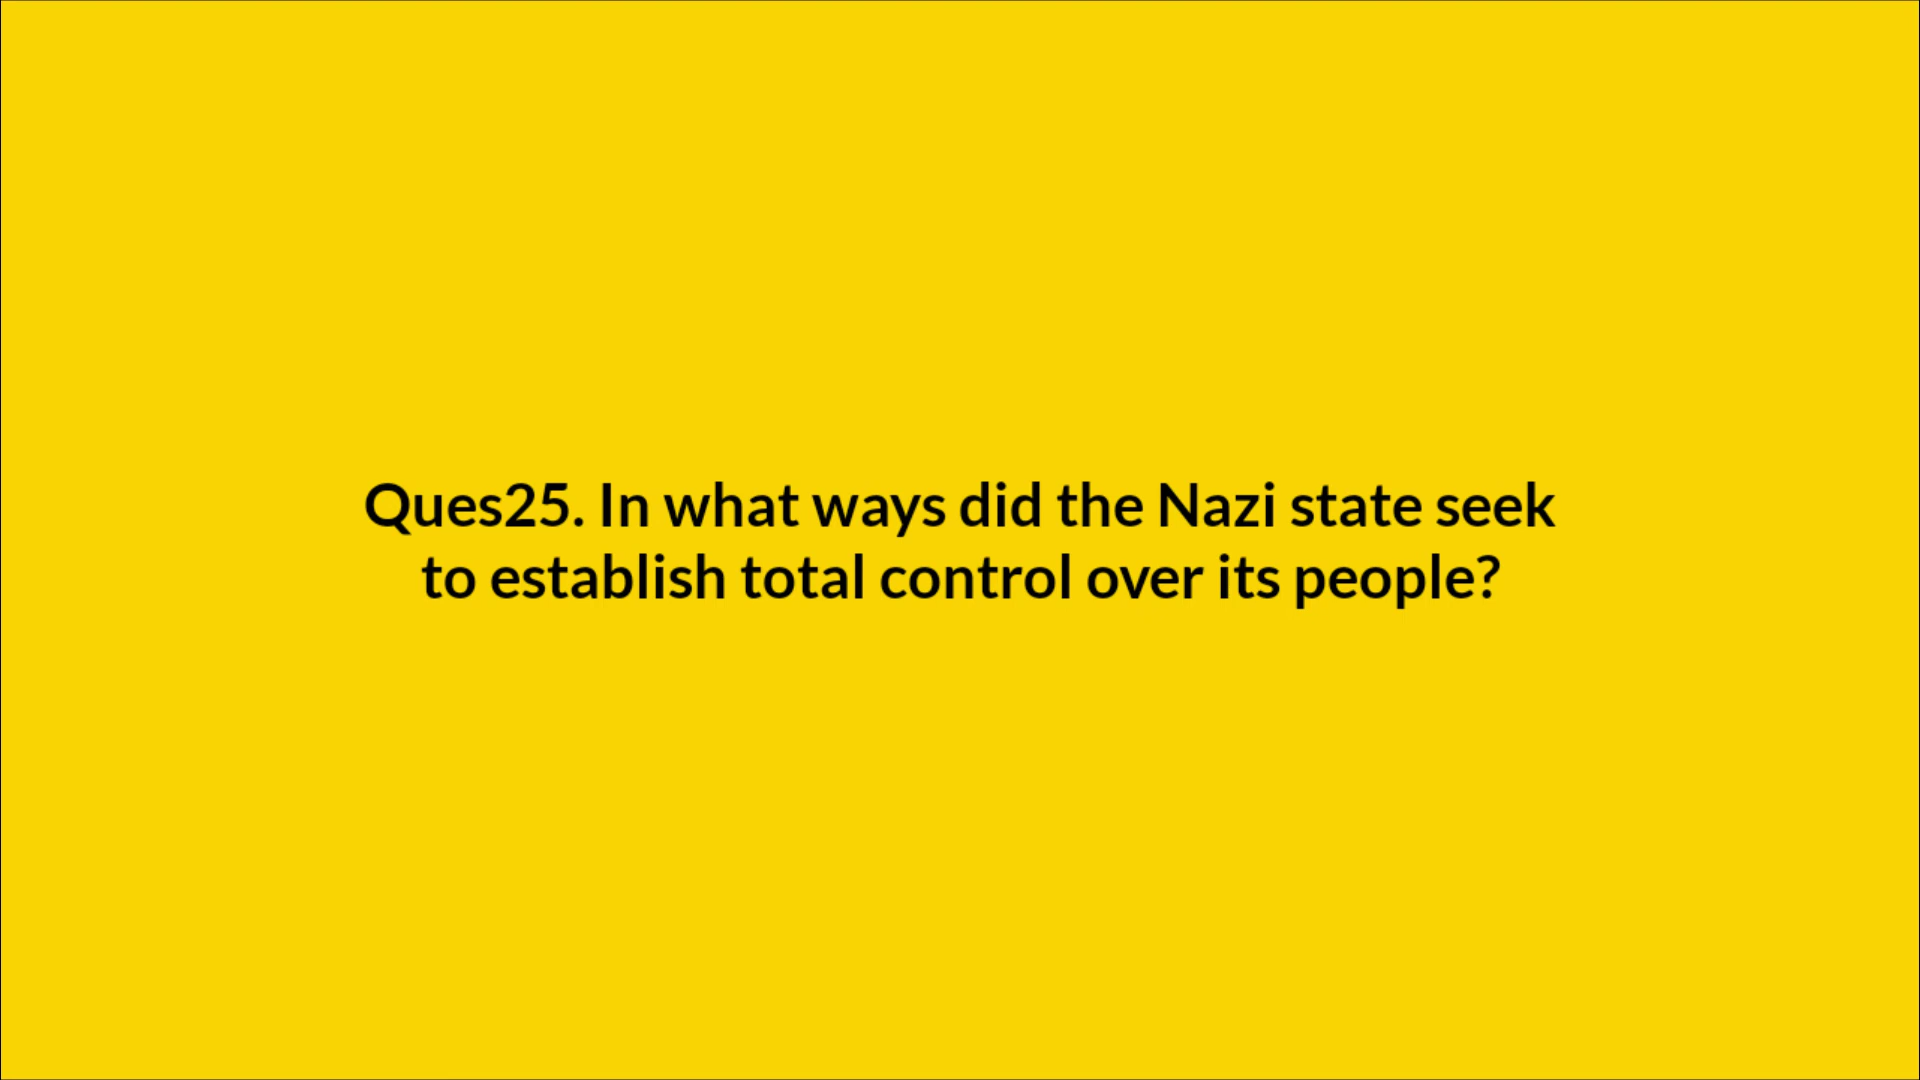 Ques25. In what ways did the Nazi state seek
to establish total control over its people?